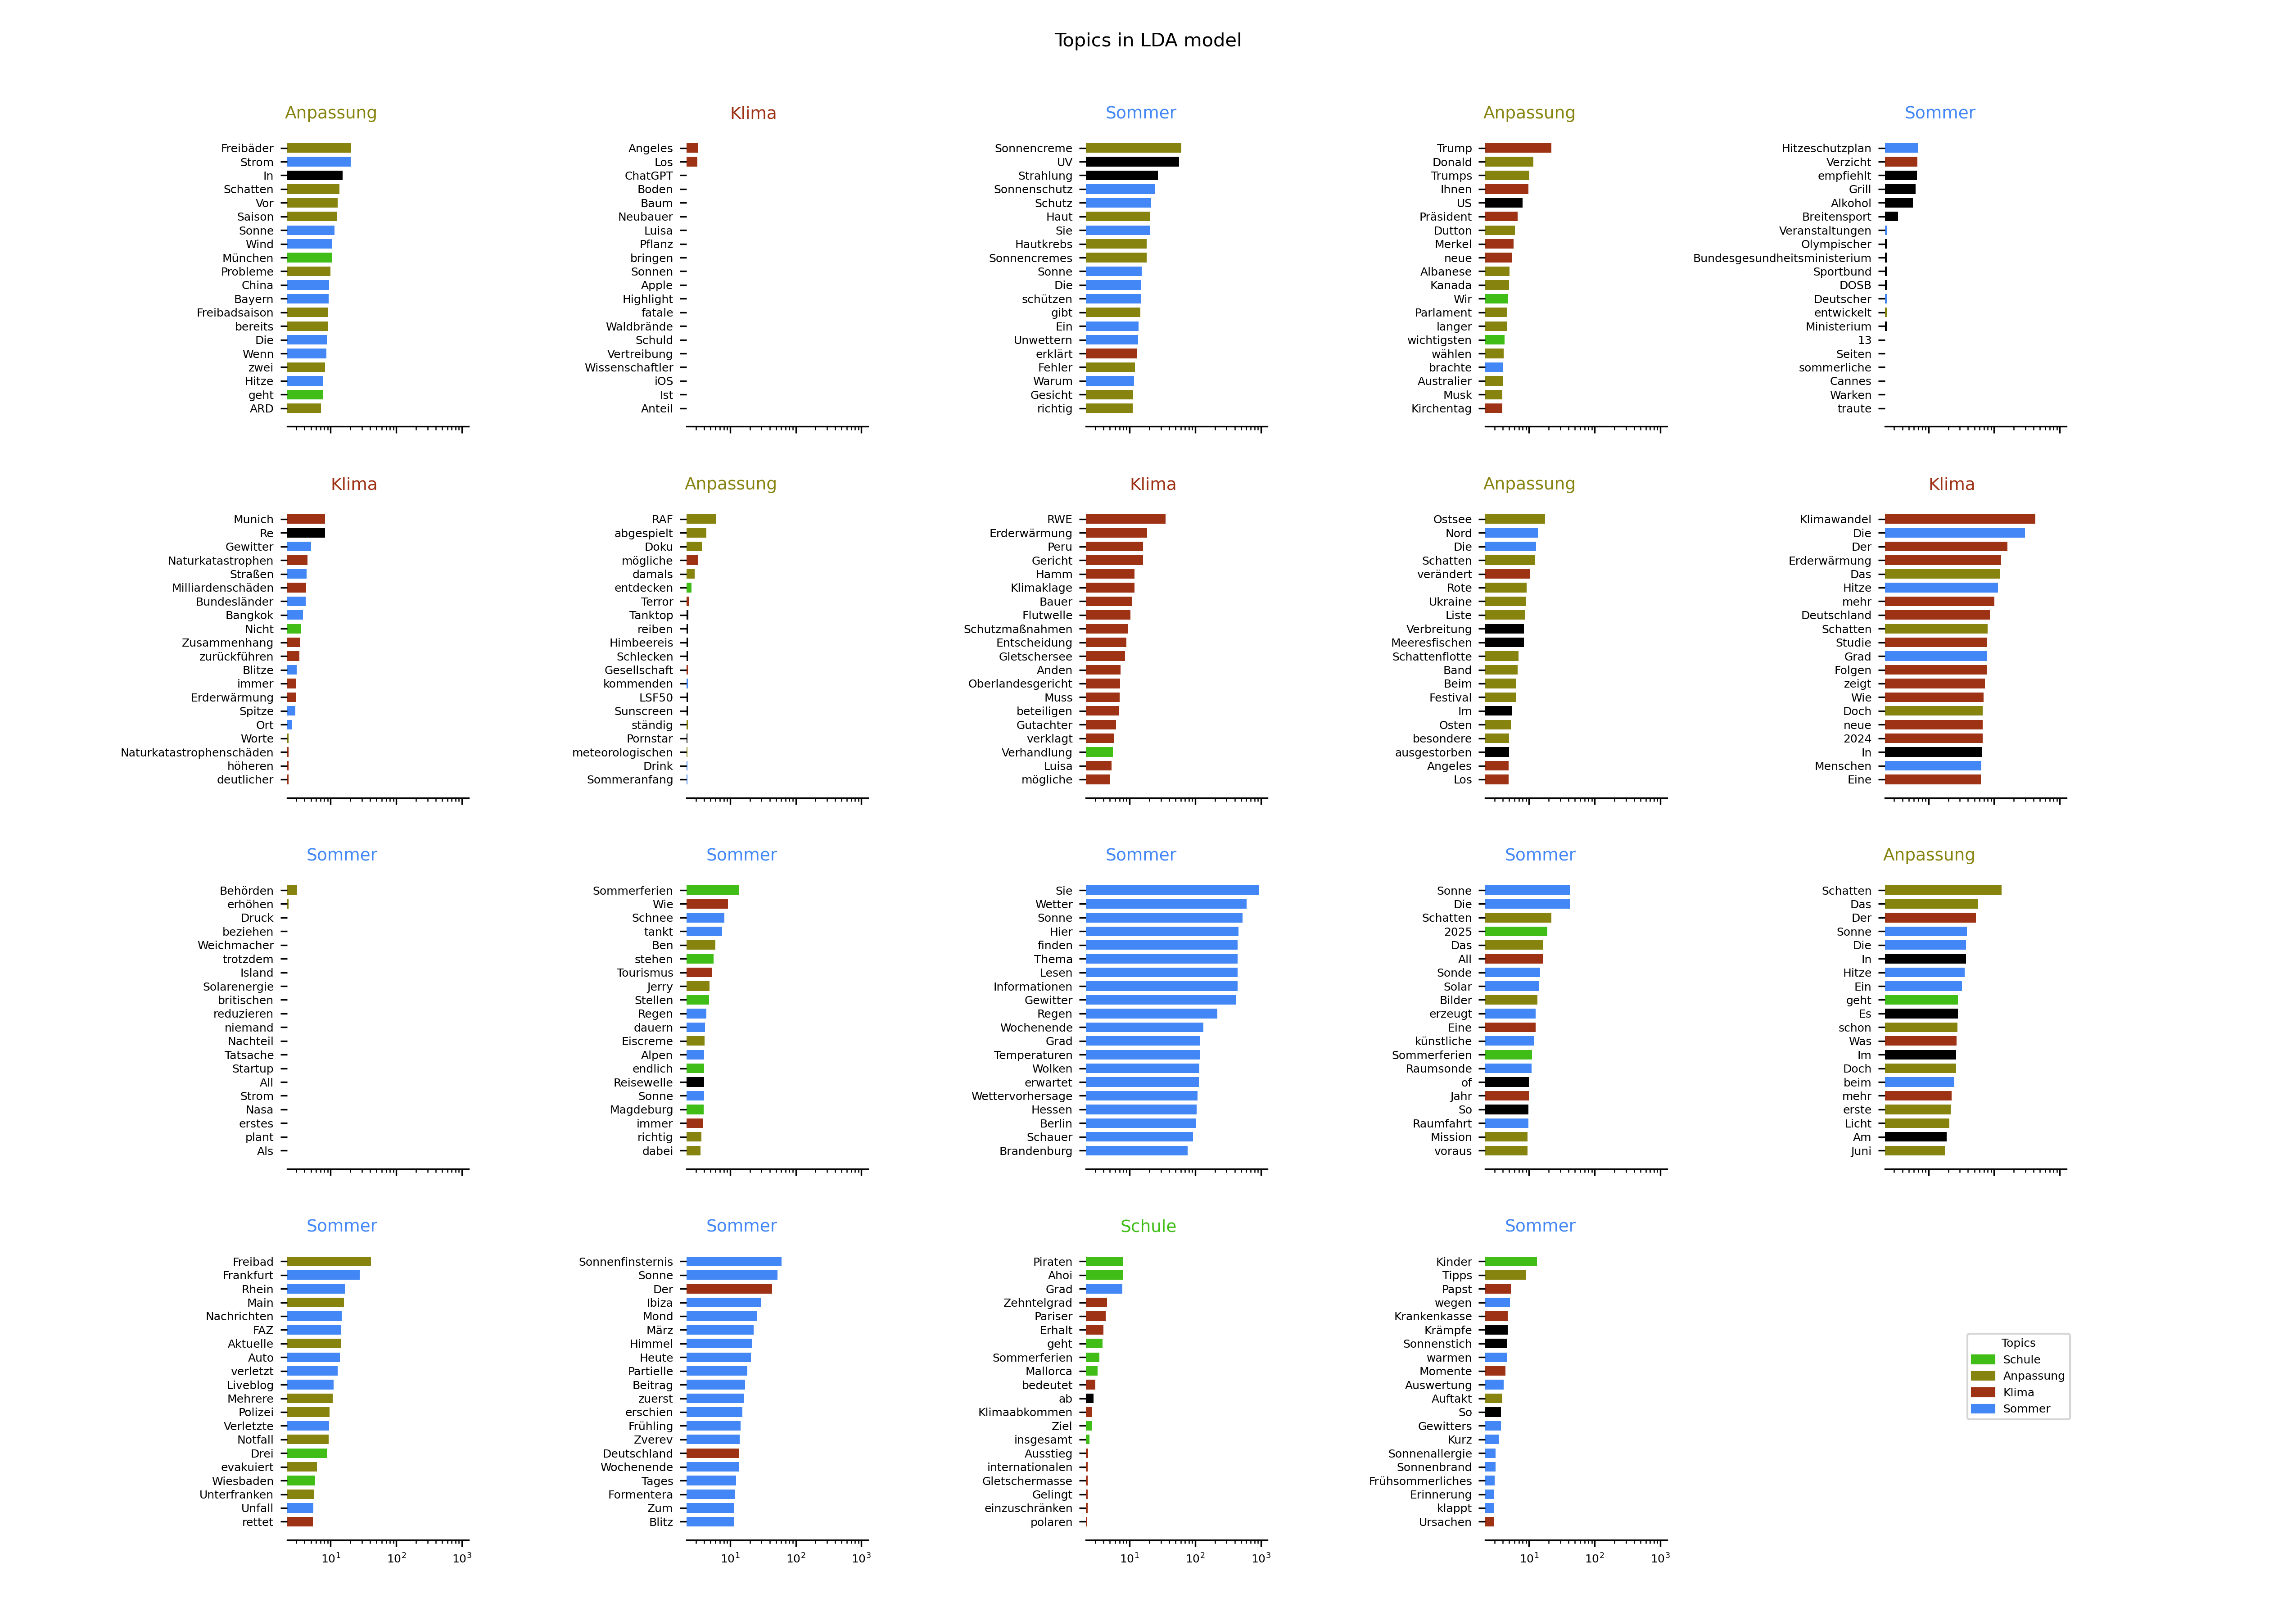 Topics in LDA model
Anpassung
Freibäder
Strom
In
Schatten
Vor
Saison
Sonne
Wind
München
Probleme
China
Bayern
Freibadsaison
bereits
Die
Wenn
zwei
Hitze
geht
ARD
Klima
Angeles
Los
ChatGPT
Boden
Baum
Neubauer
Luisa
Pflanz
bringen
Sonnen
Apple
Highlight
fatale
Waldbrände
Schuld
Vertreibung
Wissenschaftler
iOS
Ist
Anteil
Sommer
Sonnencreme
UV
Strahlung
Sonnenschutz
Schutz
Haut
Sie
Hautkrebs
Sonnencremes
Sonne
Die
schützen
gibt
Ein
Unwettern
erklärt
Fehler
Warum
Gesicht
richtig
Anpassung
Trump
Donald
Trumps
Ihnen
US
Präsident
Dutton
Merkel
neue
Albanese
Kanada
Wir
Parlament
langer
wichtigsten
wählen
brachte
Australier
Musk
Kirchentag
Sommer
Hitzeschutzplan
Verzicht
empfiehlt
Grill
Alkohol
Breitensport
Veranstaltungen
Olympischer
Bundesgesundheitsministerium
Sportbund
DOSB
Deutscher
entwickelt
Ministerium
13
Seiten
sommerliche
Cannes
Warken
traute
Klima
Munich
Re
Gewitter
Naturkatastrophen
Straßen
Milliardenschäden
Bundesländer
Bangkok
Nicht
Zusammenhang
zurückführen
Blitze
immer
Erderwärmung
Spitze
Ort
Worte
Naturkatastrophenschäden
höheren
deutlicher
Anpassung
RAF
abgespielt
Doku
mögliche
damals
entdecken
Terror
Tanktop
reiben
Himbeereis
Schlecken
Gesellschaft
kommenden
LSF50
Sunscreen
ständig
Pornstar
meteorologischen
Drink
Sommeranfang
Klima
RWE
Erderwärmung
Peru
Gericht
Hamm
Klimaklage
Bauer
Flutwelle
Schutzmaßnahmen
Entscheidung
Gletschersee
Anden
Oberlandesgericht
Muss
beteiligen
Gutachter
verklagt
Verhandlung
Luisa
mögliche
Anpassung
Ostsee
Nord
Die
Schatten
verändert
Rote
Ukraine
Liste
Verbreitung
Meeresfischen
Schattenflotte
Band
Beim
Festival
Im
Osten
besondere
ausgestorben
Angeles
Los
Klima
Klimawandel
Die
Der
Erderwärmung
Das
Hitze
mehr
Deutschland
Schatten
Studie
Grad
Folgen
zeigt
Wie
Doch
neue
2024
In
Menschen
Eine
Sommer
Behörden
erhöhen
Druck
beziehen
Weichmacher
trotzdem
Island
Solarenergie
britischen
reduzieren
niemand
Nachteil
Tatsache
Startup
All
Strom
Nasa
erstes
plant
Als
Sommer
Sommerferien
Wie
Schnee
tankt
Ben
stehen
Tourismus
Jerry
Stellen
Regen
dauern
Eiscreme
Alpen
endlich
Reisewelle
Sonne
Magdeburg
immer
richtig
dabei
Sommer
Sie
Wetter
Sonne
Hier
finden
Thema
Lesen
Informationen
Gewitter
Regen
Wochenende
Grad
Temperaturen
Wolken
erwartet
Wettervorhersage
Hessen
Berlin
Schauer
Brandenburg
Sommer
Sonne
Die
Schatten
2025
Das
All
Sonde
Solar
Bilder
erzeugt
Eine
künstliche
Sommerferien
Raumsonde
of
Jahr
So
Raumfahrt
Mission
voraus
Anpassung
Schatten
Das
Der
Sonne
Die
In
Hitze
Ein
geht
Es
schon
Was
Im
Doch
beim
mehr
erste
Licht
Am
Juni
Sommer
Freibad
Frankfurt
Rhein
Main
Nachrichten
FAZ
Aktuelle
Auto
verletzt
Liveblog
Mehrere
Polizei
Verletzte
Notfall
Drei
evakuiert
Wiesbaden
Unterfranken
Unfall
rettet
10¹ 10² 10³
Sommer
Sonnenfinsternis
Sonne
Der
Ibiza
Mond
März
Himmel
Heute
Partielle
Beitrag
zuerst
erschien
Frühling
Zverev
Deutschland
Wochenende
Tages
Formentera
Zum
Blitz
10¹ 10² 10³
Schule
Piraten
Ahoi
Grad
Zehntelgrad
Pariser
Erhalt
geht
Sommerferien
Mallorca
bedeutet
ab
Klimaabkommen
Ziel
insgesamt
Ausstieg
internationalen
Gletschermasse
Gelingt
einzuschränken
polaren
10¹ 10² 10³
Sommer
Kinder
Tipps
Papst
wegen
Krankenkasse
Krämpfe
Sonnenstich
warmen
Momente
Auswertung
Auftakt
So
Gewitters
Kurz
Sonnenallergie
Sonnenbrand
Frühsommerliches
Erinnerung
klappt
Ursachen
10¹ 10² 10³
Topics
Schule
Anpassung
Klima
Sommer